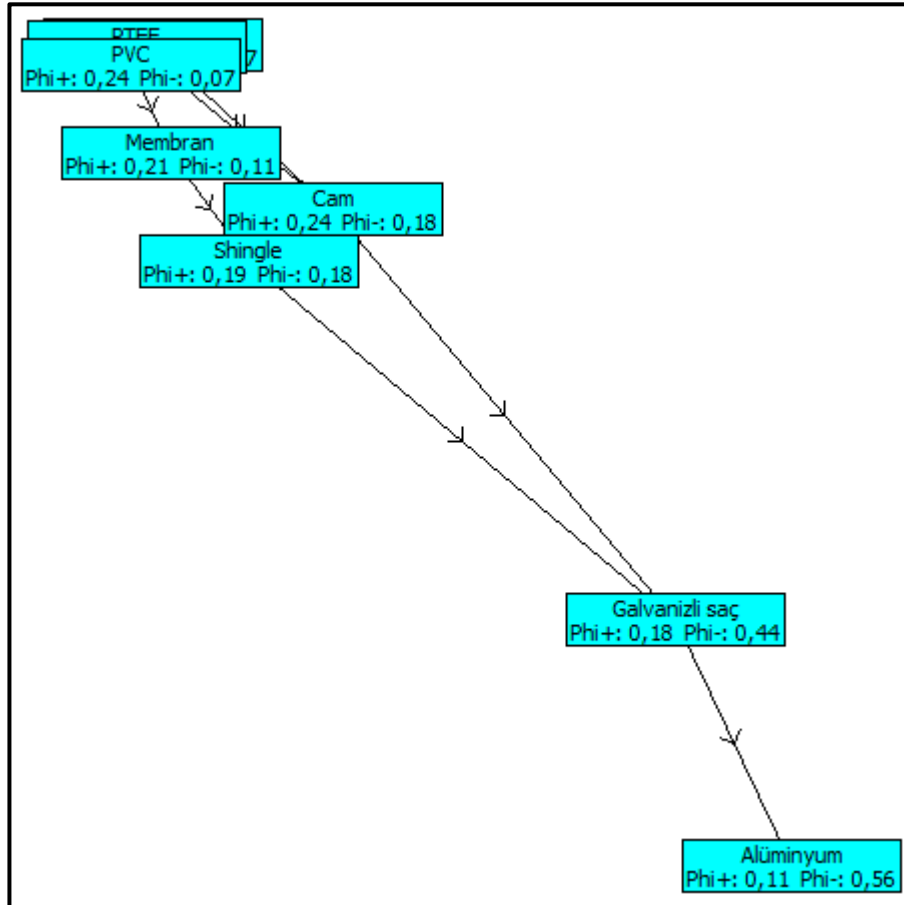 PVC
Phi+: 0,24 Phi-: 0,07
Membran
Phi+: 0,21 Phi-: 0,11
Cam
Phi+: 0,24 Phi-: 0,18
Shingle
Phi+: 0,19 Phi-: 0,18
Galvanizli saç
Phi+: 0,18 Phi-: 0,44
Alüminyum
Phi+: 0,11 Phi-: 0,56